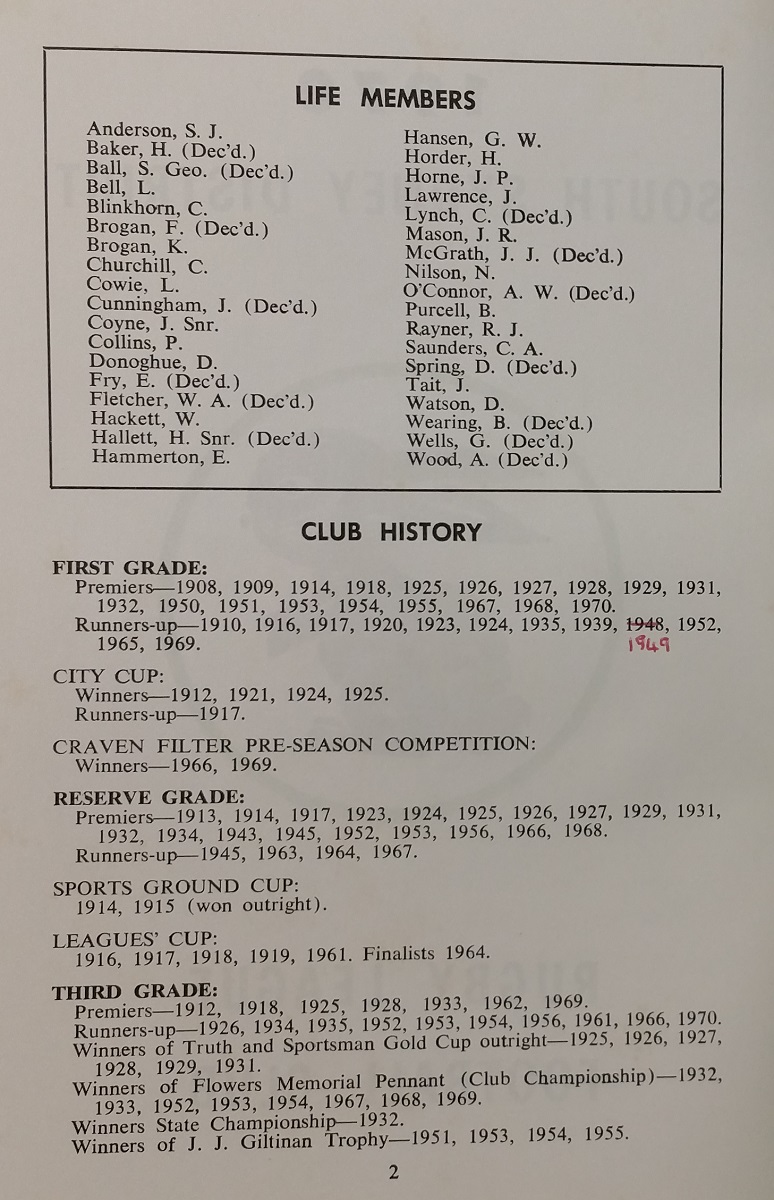 LIFE MEMBERS
Anderson, S. J.
Baker, H. (Dec'd.)
Ball, S. Geo. (Dec'd.)
Bell, L.
Blinkhorn, C.
Brogan, F. (Dec'd.)
Brogan, K.
Churchill, C.
Cowie, L.
Cunningham, J. (Dec'd.)
Coyne, J. Snr.
Collins, P.
Donoghue, D.
Fry, E. (Dec'd.)
Fletcher, W. A. (Dec'd.)
Hackett, W.
Hallett, H. Snr. (Dec'd.)
Hammerton, E.
Hansen, G. W.
Horder, H.
Horne, J. P.
Lawrence, J.
Lynch, C. (Dec'd.)
Mason, J. R.
McGrath, J. J. (Dec'd.)
Nilson, N.
O'Connor, A. W. (Dec'd.)
Purcell, B.
Rayner, R. J.
Saunders, C. A.
Spring, D. (Dec'd.)
Tait, J.
Watson, D.
Wearing, B. (Dec'd.)
Wells, G. (Dec'd.)
Wood, A. (Dec'd.)
CLUB HISTORY
FIRST GRADE:
Premiers—1908, 1909, 1914, 1918, 1925, 1926, 1927, 1928, 1929, 1931,
1932, 1950, 1951, 1953, 1954, 1955, 1967, 1968, 1970.
Runners-up—1910, 1916, 1917, 1920, 1923, 1924, 1935, 1939, 1948, 1952,
1965, 1969.
1949
CITY CUP:
Winners—1912, 1921, 1924, 1925.
Runners-up—1917.
CRAVEN FILTER PRE-SEASON COMPETITION:
Winners—1966, 1969.
RESERVE GRADE:
Premiers—1913, 1914, 1917, 1923, 1924, 1925, 1926, 1927, 1929, 1931,
1932, 1934, 1943, 1945, 1952, 1953, 1956, 1966, 1968.
Runners-up—1945, 1963, 1964, 1967.
SPORTS GROUND CUP:
1914, 1915 (won outright).
LEAGUES' CUP:
1916, 1917, 1918, 1919, 1961. Finalists 1964.
THIRD GRADE:
Premiers—1912, 1918, 1925, 1928, 1933, 1962, 1969.
Runners-up—1926, 1934, 1935, 1952, 1953, 1954, 1956, 1961, 1966, 1970.
Winners of Truth and Sportsman Gold Cup outright—1925, 1926, 1927,
1928, 1929, 1931.
Winners of Flowers Memorial Pennant (Club Championship)—1932,
1933, 1952, 1953, 1954, 1967, 1968, 1969.
Winners State Championship—1932.
Winners of J. J. Giltinan Trophy—1951, 1953, 1954, 1955.
2